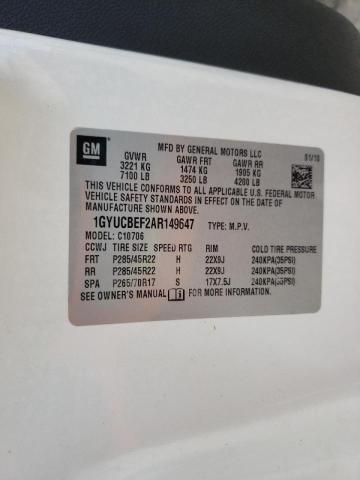 GM
MFD BY GENERAL MOTORS LLC
01/10
GVWR GAWR FRT GAWR RR
3221 KG 1474 KG 1905 KG
7100 LB 3250 LB 4200 LB
THIS VEHICLE CONFORMS TO ALL APPLICABLE U.S. FEDERAL MOTOR
VEHICLE SAFETY STANDARDS IN EFFECT ON THE DATE OF
MANUFACTURE SHOWN ABOVE.
1GYUCBEF2AR149647 TYPE: M.P.V.
MODEL: C10706
CCWJ TIRE SIZE SPEED RTG RIM COLD TIRE PRESSURE
FRT P285/45R22 H 22X9J 240KPA(35PSI)
RR P285/45R22 H 22X9J 240KPA(35PSI)
SPA P265/70R17 S 17X7.5J 240KPA(35PSI)
SEE OWNER'S MANUAL FOR MORE INFORMATION.